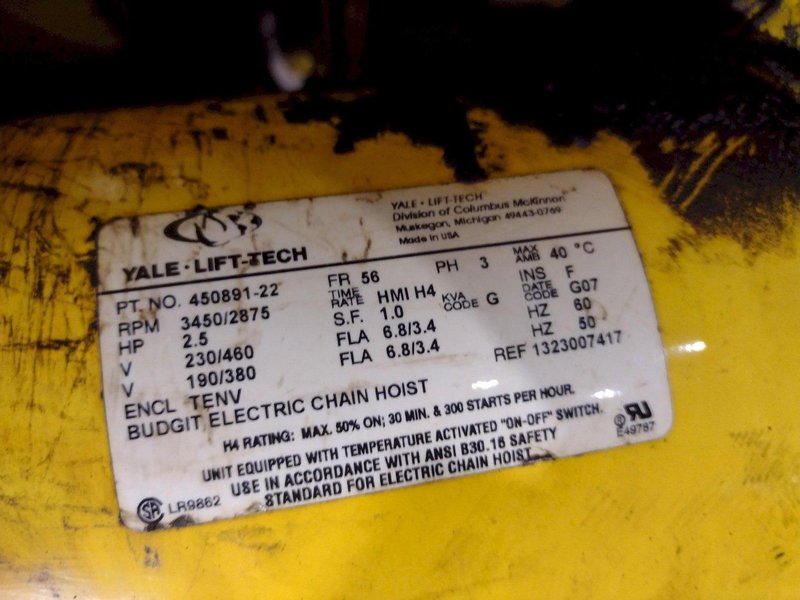 YALE · LIFT-TECH
YALE · LIFT-TECH
Division of Columbus McKinnon
Muskegon, Michigan 49443-0769
Made in USA
PT. NO. 450891-22 FR 56 PH 3 MAX AMB 40 °C
RPM 3450/2875 TIME RATE HMI H4 KVA CODE G INS F
HP 2.5 S.F. 1.0 DATE CODE G07
V 230/460 FLA 6.8/3.4 HZ 60
V 190/380 FLA 6.8/3.4 HZ 50
ENCL TENV REF 1323007417
BUDGIT ELECTRIC CHAIN HOIST
H4 RATING: MAX. 50% ON; 30 MIN. & 300 STARTS PER HOUR.
UNIT EQUIPPED WITH TEMPERATURE ACTIVATED "ON-OFF" SWITCH.
USE IN ACCORDANCE WITH ANSI B30.16 SAFETY
STANDARD FOR ELECTRIC CHAIN HOIST
SA LR9862
RU
E49787